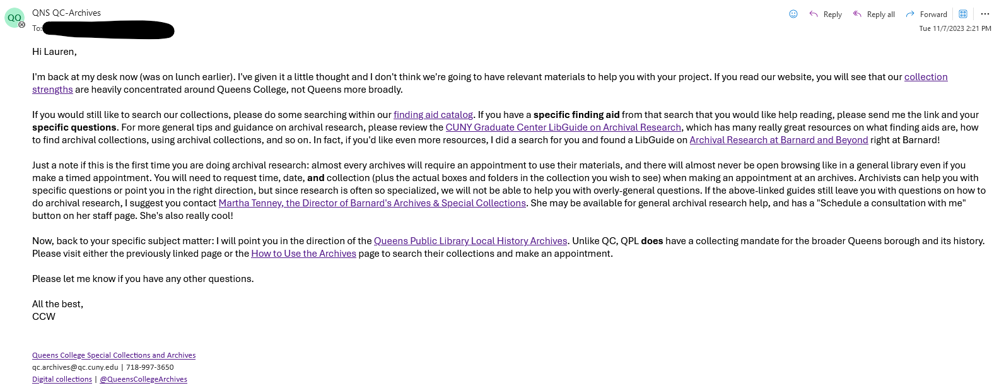 QQ
QNS QC-Archives
Reply
Reply all
Forward
To:
Tue 11/7/2023 2:21 PM
Hi Lauren,
I'm back at my desk now (was on lunch earlier). I've given it a little thought and I don't think we're going to have relevant materials to help you with your project. If you read our website, you will see that our collection
strengths are heavily concentrated around Queens College, not Queens more broadly.
If you would still like to search our collections, please do some searching within our finding aid catalog. If you have a specific finding aid from that search that you would like help reading, please send me the link and your
specific questions. For more general tips and guidance on archival research, please review the CUNY Graduate Center LibGuide on Archival Research, which has many really great resources on what finding aids are, how
to find archival collections, using archival collections, and so on. In fact, if you'd like even more resources, I did a search for you and found a LibGuide on Archival Research at Barnard and Beyond right at Barnard!
Just a note if this is the first time you are doing archival research: almost every archives will require an appointment to use their materials, and there will almost never be open browsing like in a general library even if you
make a timed appointment. You will need to request time, date, and collection (plus the actual boxes and folders in the collection you wish to see) when making an appointment at an archives. Archivists can help you with
specific questions or point you in the right direction, but since research is often so specialized, we will not be able to help you with overly-general questions. If the above-linked guides still leave you with questions on how to
do archival research, I suggest you contact Martha Tenney, the Director of Barnard's Archives & Special Collections. She may be available for general archival research help, and has a "Schedule a consultation with me"
button on her staff page. She's also really cool!
Now, back to your specific subject matter: I will point you in the direction of the Queens Public Library Local History Archives. Unlike QC, QPL does have a collecting mandate for the broader Queens borough and its history.
Please visit either the previously linked page or the How to Use the Archives page to search their collections and make an appointment.
Please let me know if you have any other questions.
All the best,
CCW
Queens College Special Collections and Archives
qc.archives@qc.cuny.edu | 718-997-3650
Digital collections | @QueensCollegeArchives